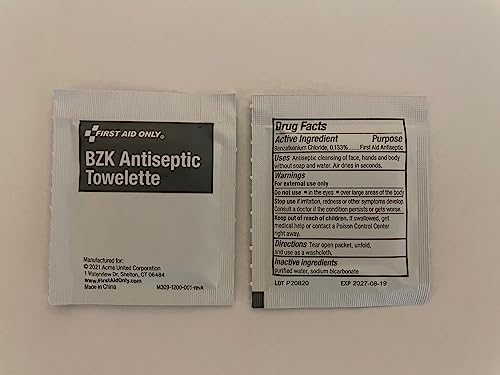 FIRST AID ONLY®
BZK Antiseptic
Towelette
Manufactured for:
© 2021 Acme United Corporation
1 Waterview Dr, Shelton, CT 06484
www.FirstAidOnly.com
Made in China
M309-1200-001-revA
Drug Facts
Active Ingredient Purpose
Benzalkonium Chloride, 0.133%......First Aid Antiseptic
Uses Antiseptic cleansing of face, hands and body
without soap and water. Air dries in seconds.
Warnings
For external use only
Do not use ▪ in the eyes ▪ over large areas of the body
Stop use if irritation, redness or other symptoms develop.
Consult a doctor if the condition persists or gets worse.
Keep out of reach of children. If swallowed, get
medical help or contact a Poison Control Center
right away.
Directions Tear open packet, unfold,
and use as a washcloth.
Inactive Ingredients
purified water, sodium bicarbonate
LOT P20820 EXP 2027-08-19